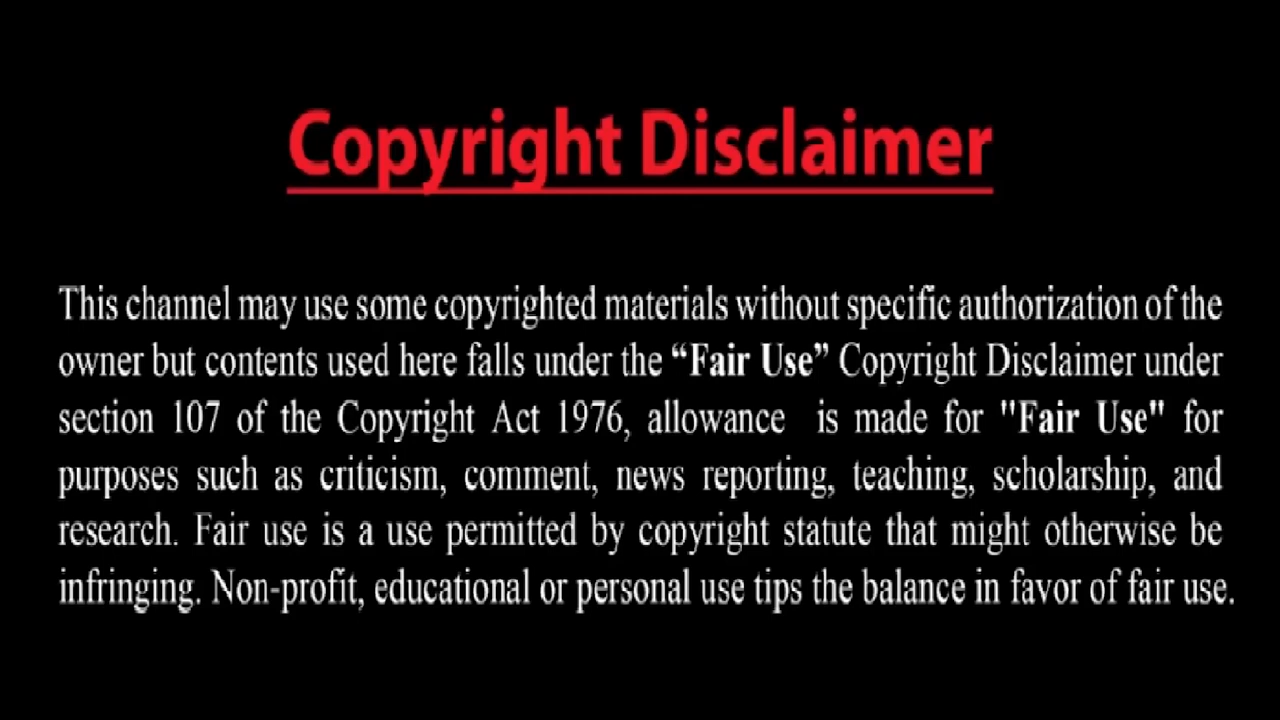 Copyright Disclaimer
This channel may use some copyrighted materials without specific authorization of the
owner but contents used here falls under the “Fair Use” Copyright Disclaimer under
section 107 of the Copyright Act 1976, allowance is made for "Fair Use" for
purposes such as criticism, comment, news reporting, teaching, scholarship, and
research. Fair use is a use permitted by copyright statute that might otherwise be
infringing. Non-profit, educational or personal use tips the balance in favor of fair use.